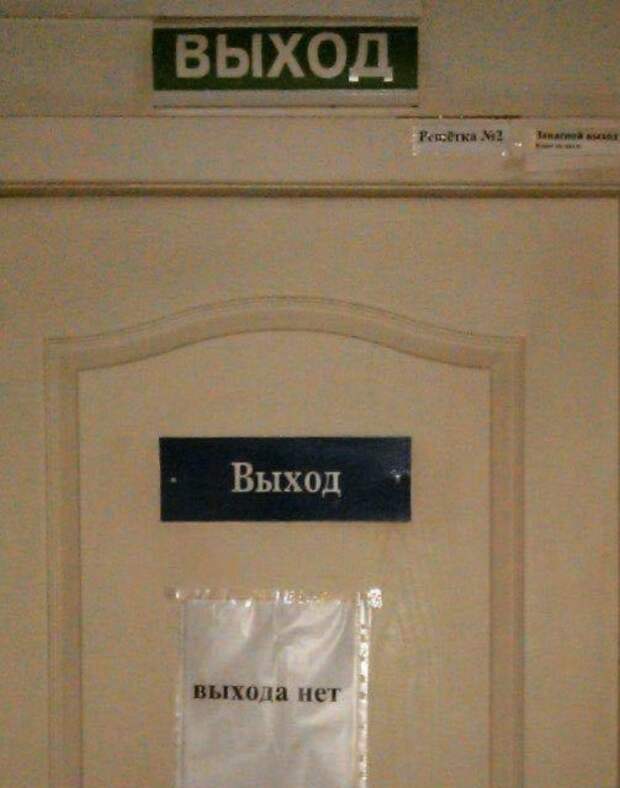 ВЫХОД
Решётка №2
Запасной выход
Выход
выхода нет